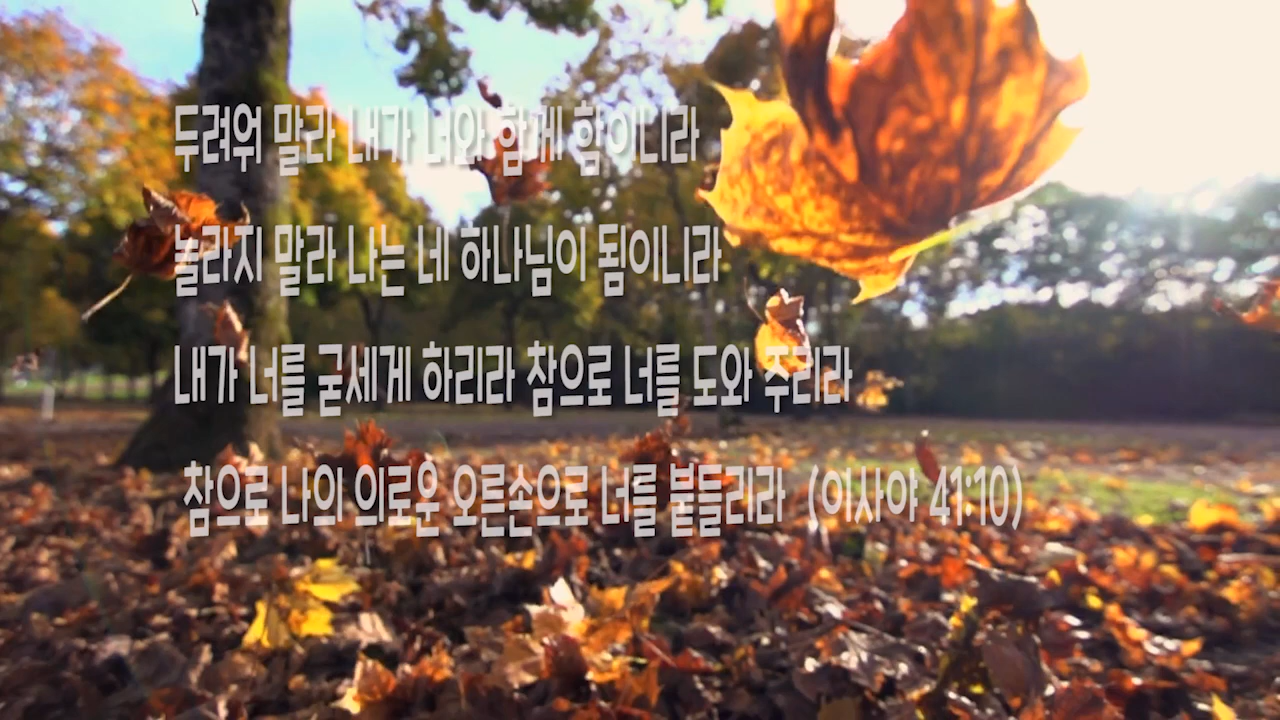 두려워 말라 내가 너와 함께 함이니라
놀라지 말라 나는 네 하나님이 됨이니라
내가 너를 굳세게 하리라 참으로 너를 도와 주리라
참으로 나의 의로운 오른손으로 너를 붙들리라 (이사야 41:10)